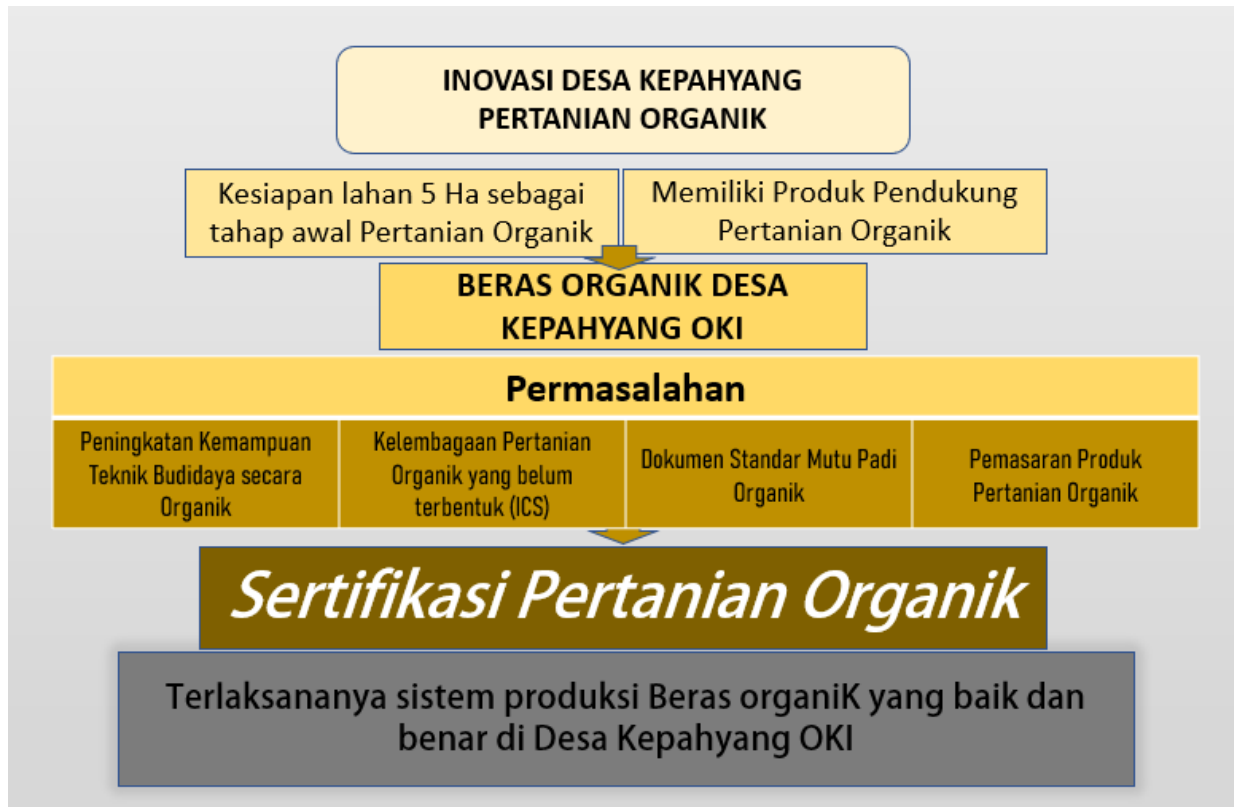 INOVASI DESA KEPAHYANG
PERTANIAN ORGANIK
Kesiapan lahan 5 Ha sebagai
tahap awal Pertanian Organik
Memiliki Produk Pendukung
Pertanian Organik
BERAS ORGANIK DESA
KEPAHYANG OKI
Permasalahan
Peningkatan Kemampuan
Teknik Budidaya secara
Organik
Kelembagaan Pertanian
Organik yang belum
terbentuk (ICS)
Dokumen Standar Mutu Padi
Organik
Pemasaran Produk
Pertanian Organik
Sertifikasi Pertanian Organik
Terlaksananya sistem produksi Beras organiK yang baik dan
benar di Desa Kepahyang OKI